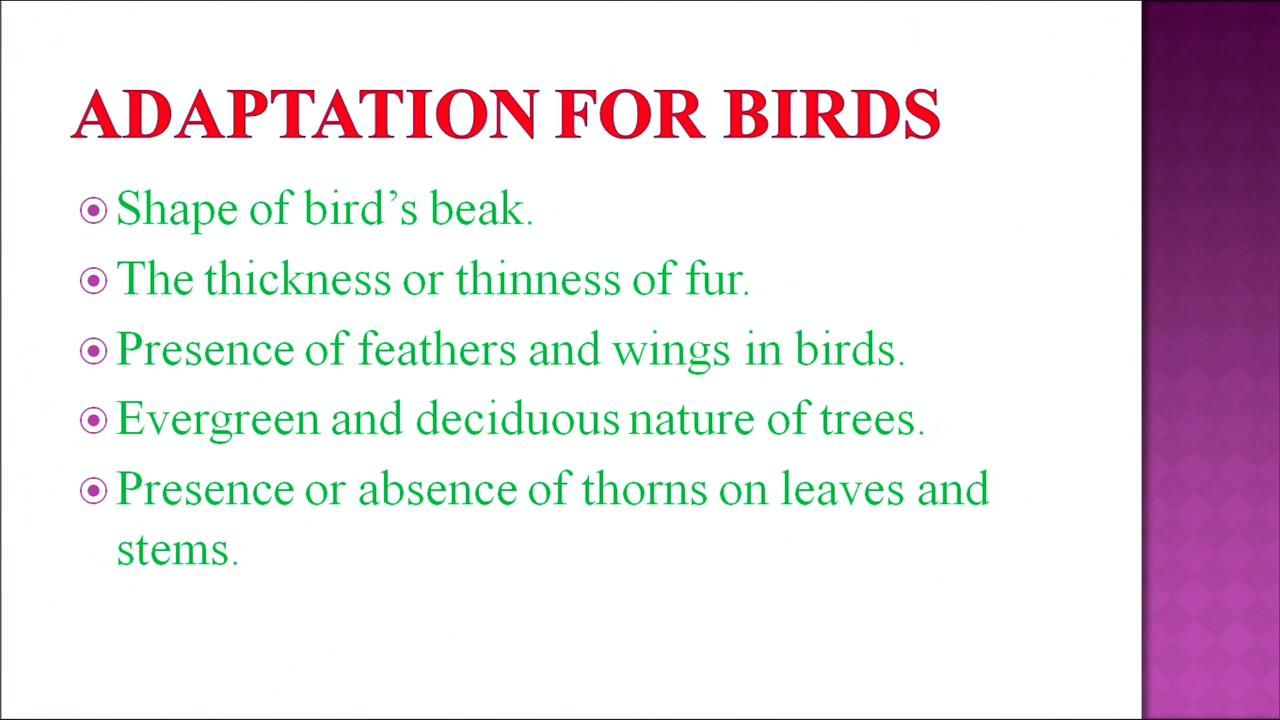 ADAPTATION FOR BIRDS
Shape of bird’s beak.
The thickness or thinness of fur.
Presence of feathers and wings in birds.
Evergreen and deciduous nature of trees.
Presence or absence of thorns on leaves and
stems.